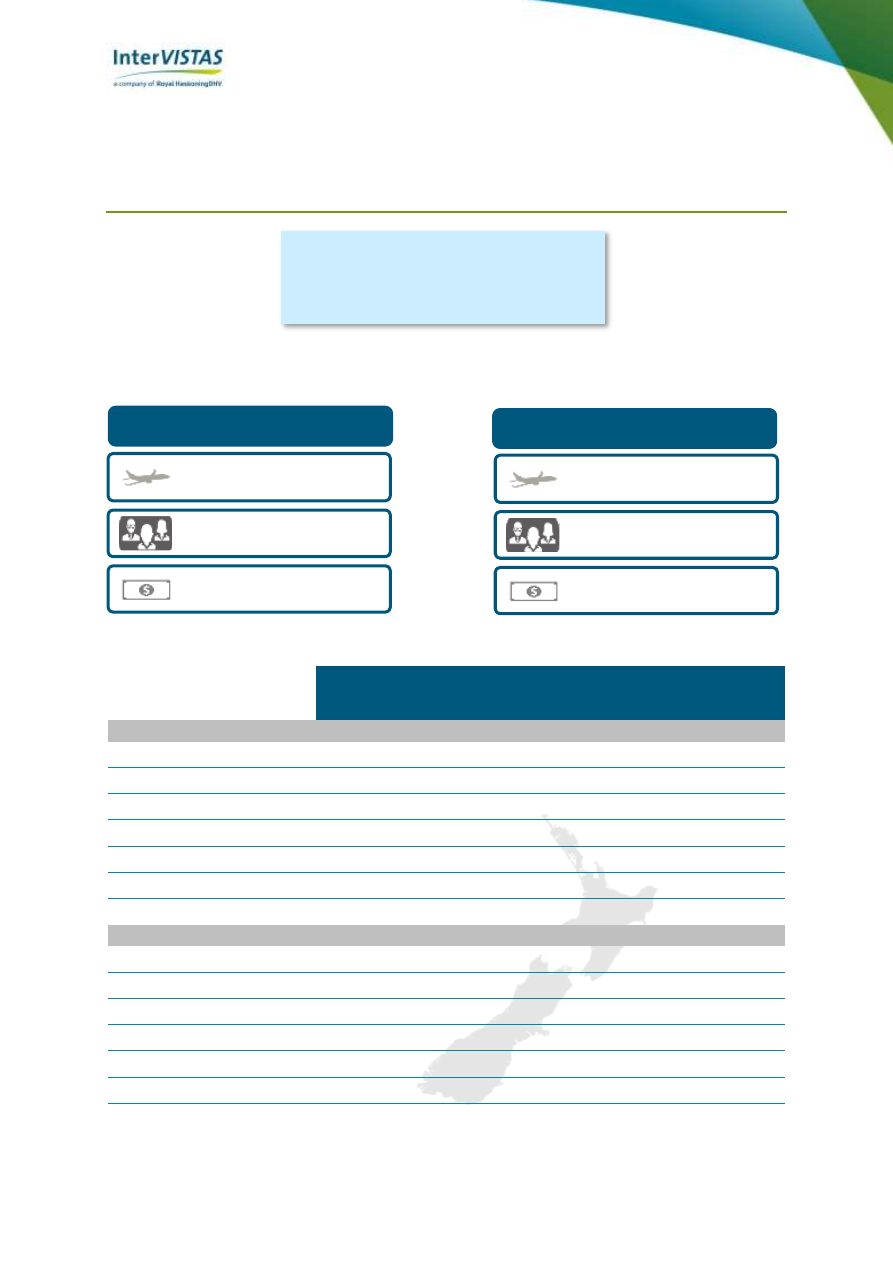 InterVISTAS
a company of Royal HaskoningDHV
$
$